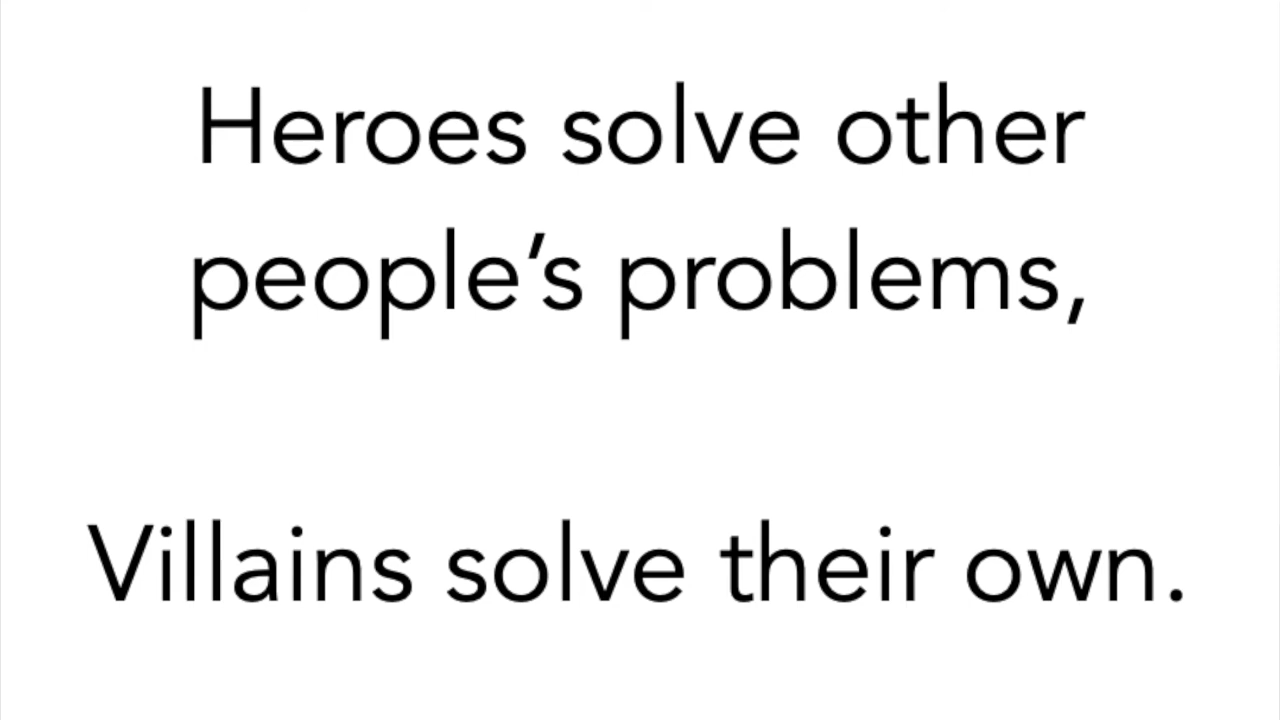 Heroes solve other
people’s problems,
Villains solve their own.